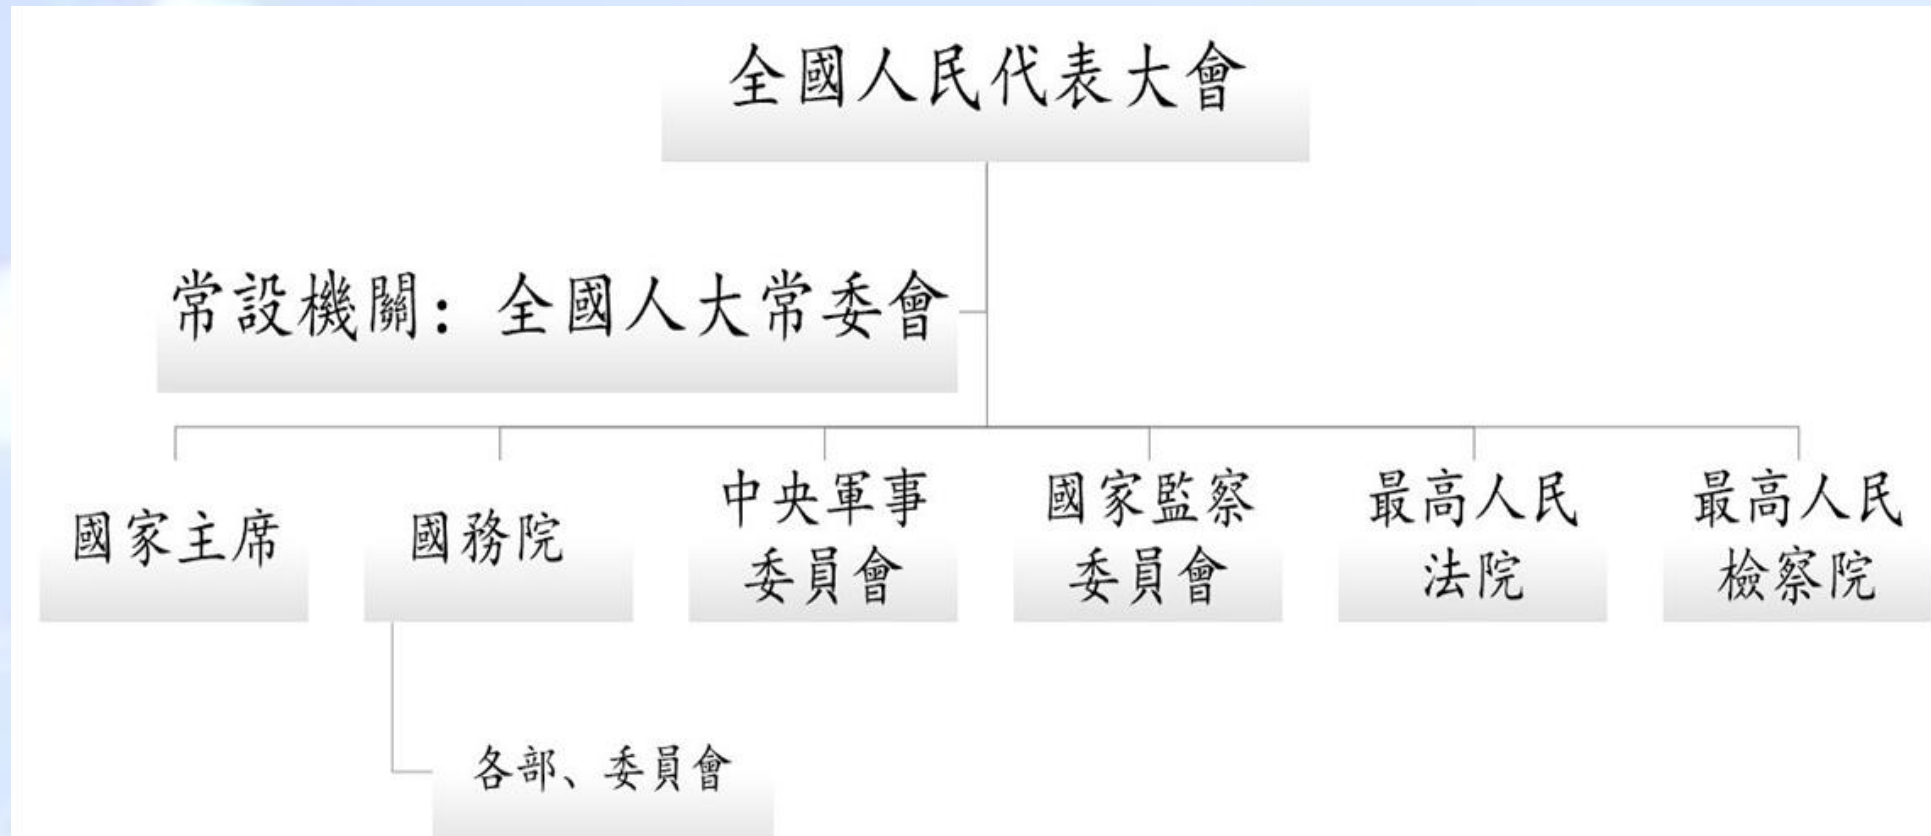 全國人民代表大會
常設機關：全國人大常委會
國家主席
國務院
中央軍事
委員會
國家監察
委員會
最高人民
法院
最高人民
檢察院
各部、委員會